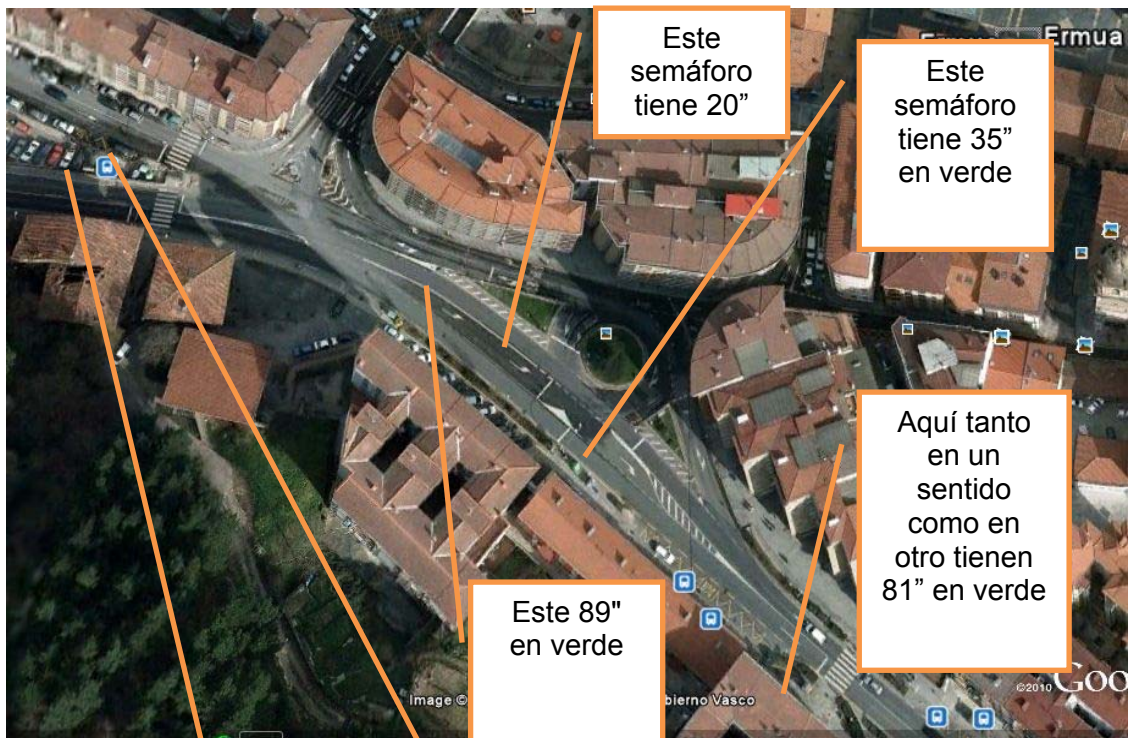 Este
semáforo
tiene 20”
Este
semáforo
tiene 35”
en verde
Ermua
Aquí tanto
en un
sentido
como en
otro tienen
81” en verde
Este 89"
en verde
Image ©
bierno Vasco
©2010 Goo